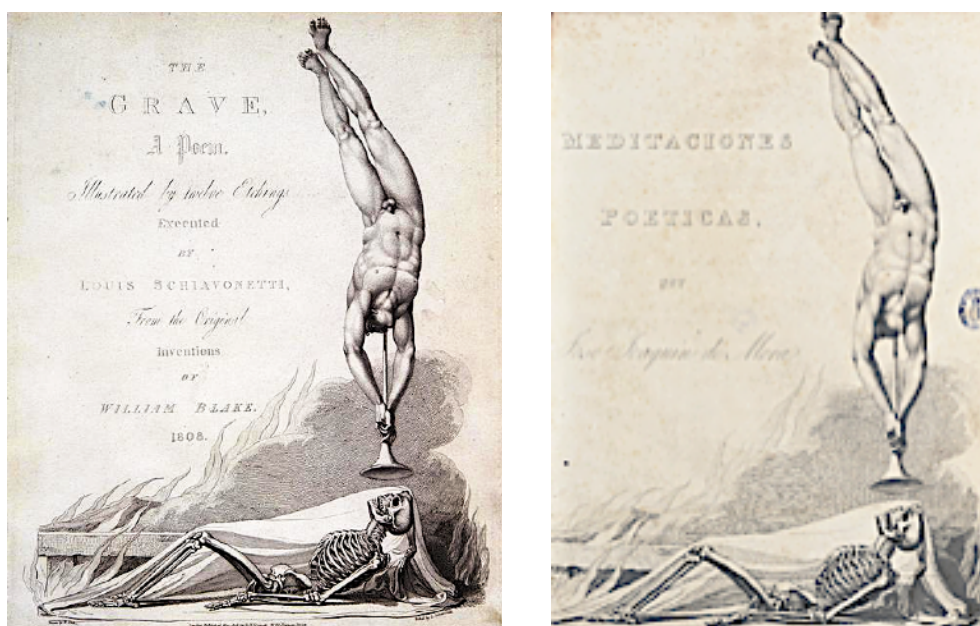 THE
GRAVE,
A Poem.
Illustrated by twelve Etchings
Executed
BY
LOUIS SCHIAVONETTI,
From the Original
Inventions
OF
WILLIAM BLAKE.
1808.
MEDITACIONES
POETICAS,
POR
Jose Joaquin de Mora